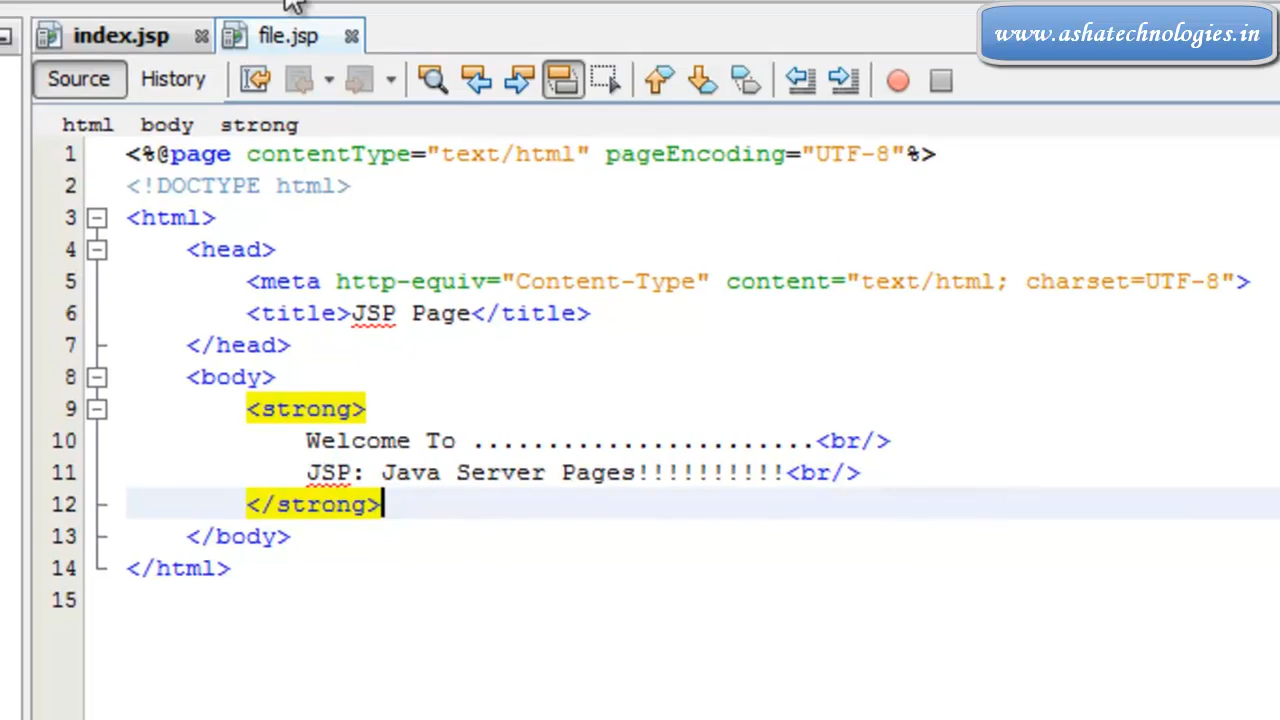 index.jsp file.jsp www.ashatechnologies.in
Source History
html body strong
1 <%@page contentType="text/html" pageEncoding="UTF-8"%>
2 <!DOCTYPE html>
3 <html>
4 <head>
5 <meta http-equiv="Content-Type" content="text/html; charset=UTF-8">
6 <title>JSP Page</title>
7 </head>
8 <body>
9 <strong>
10 Welcome To .......................<br/>
11 JSP: Java Server Pages!!!!!!!!!!<br/>
12 </strong>
13 </body>
14 </html>
15